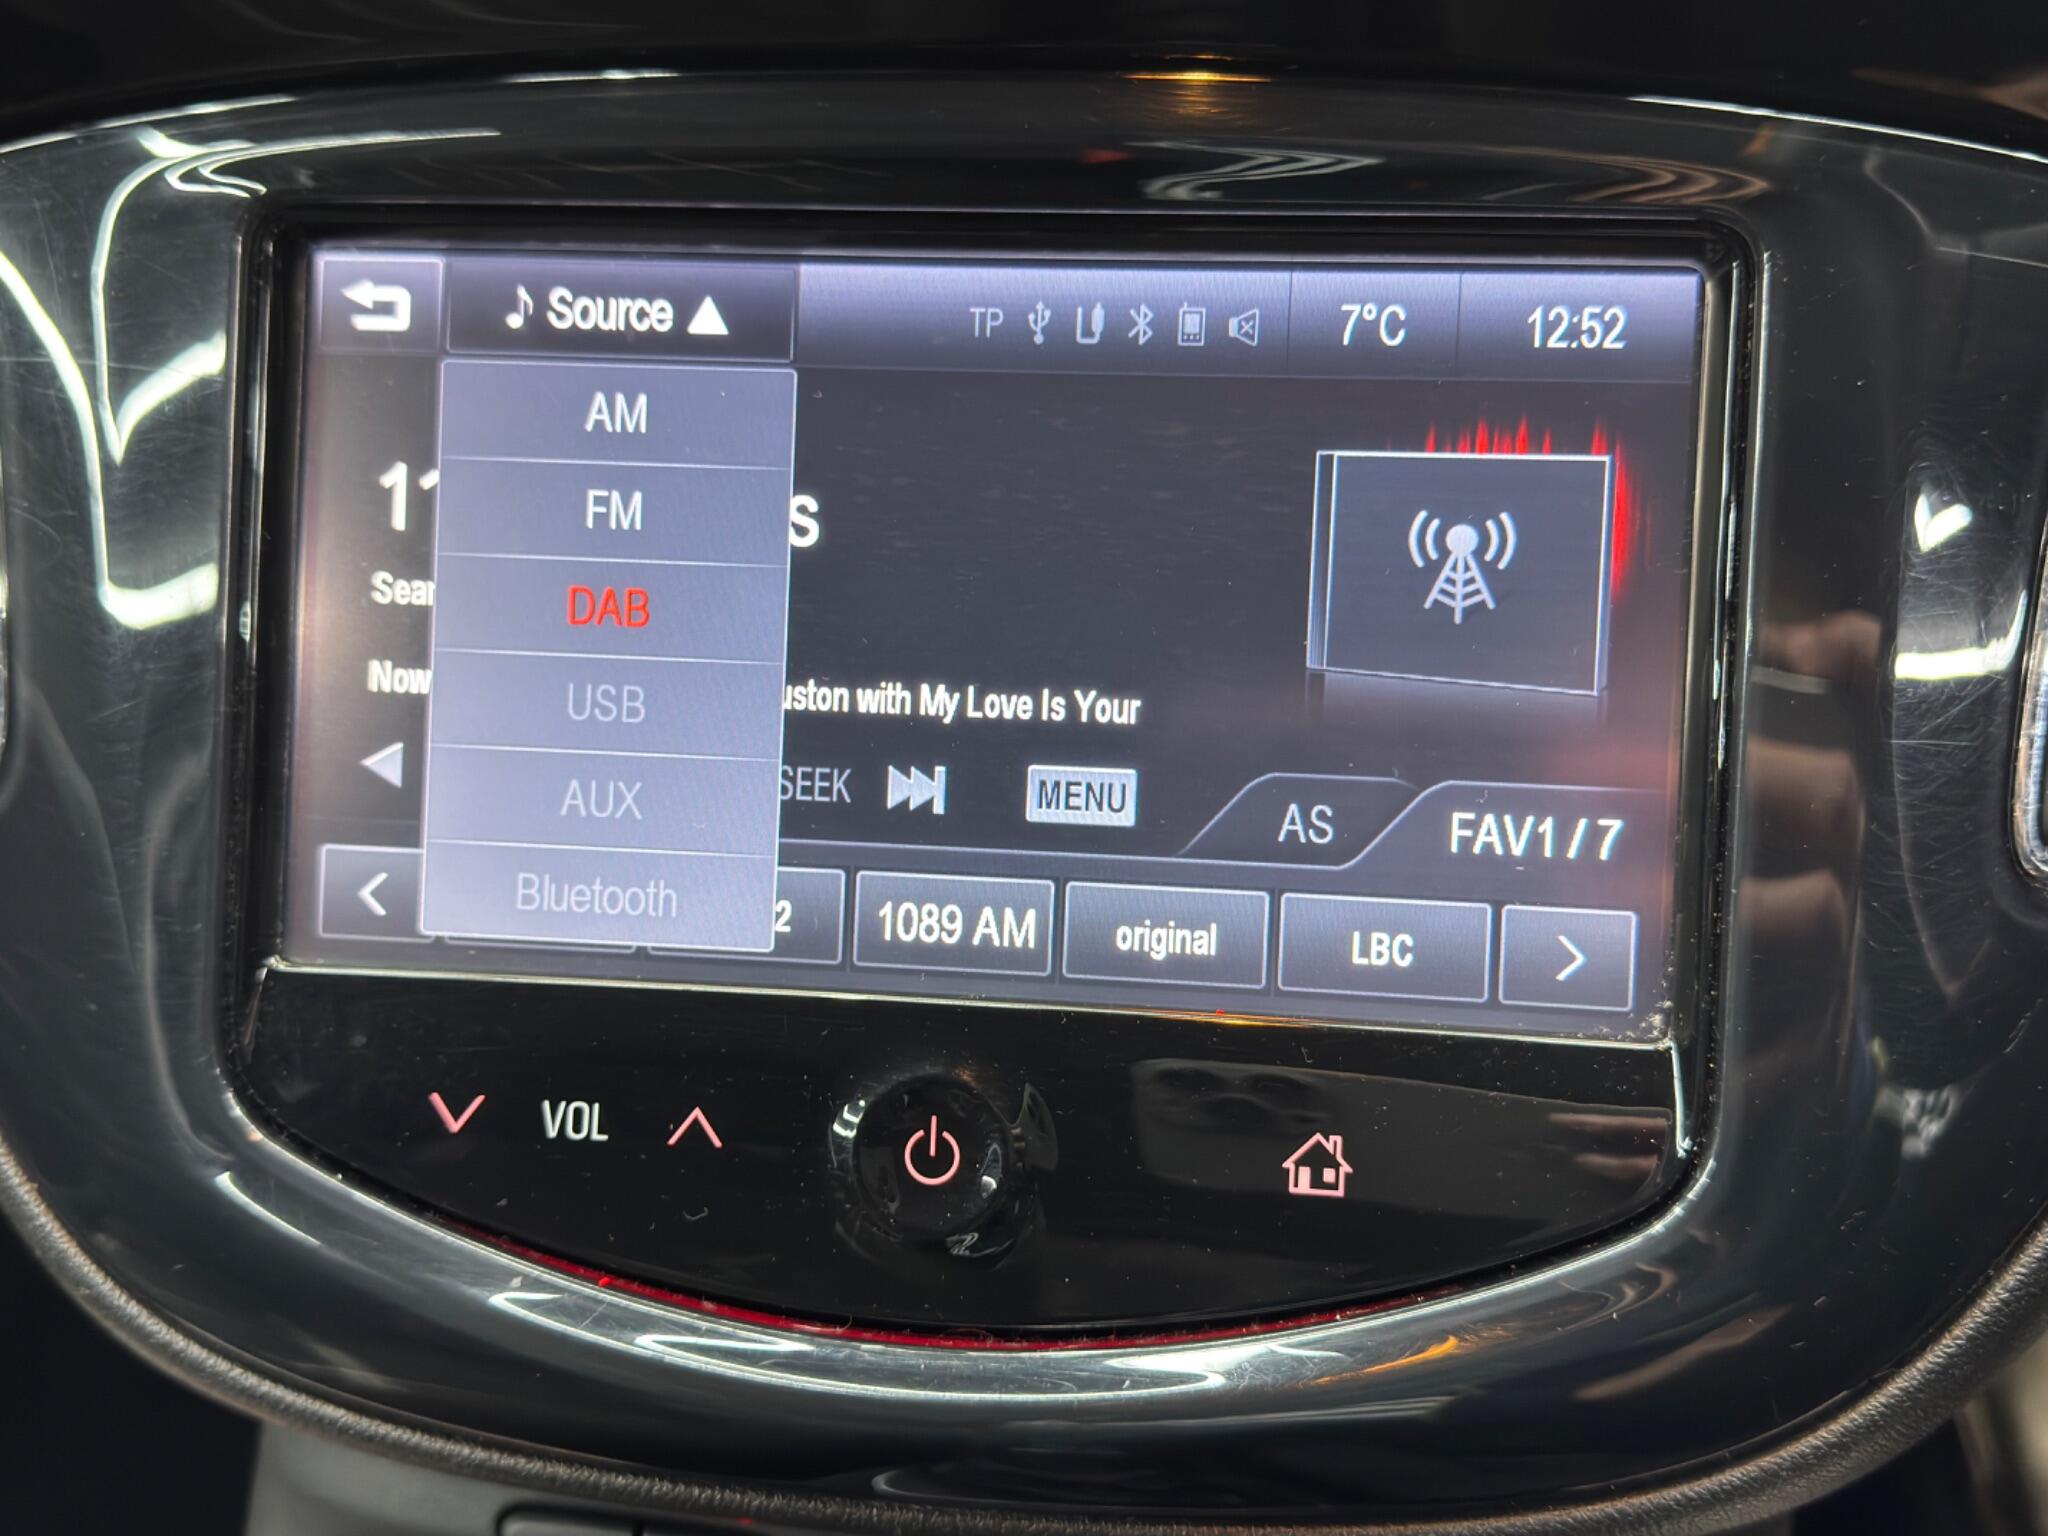 Source
TP 7°C 12:52
AM
FM
DAB
USB
AUX
Bluetooth
with My Love Is Your
SEEK MENU AS FAV1 / 7
1089 AM original LBC
VOL